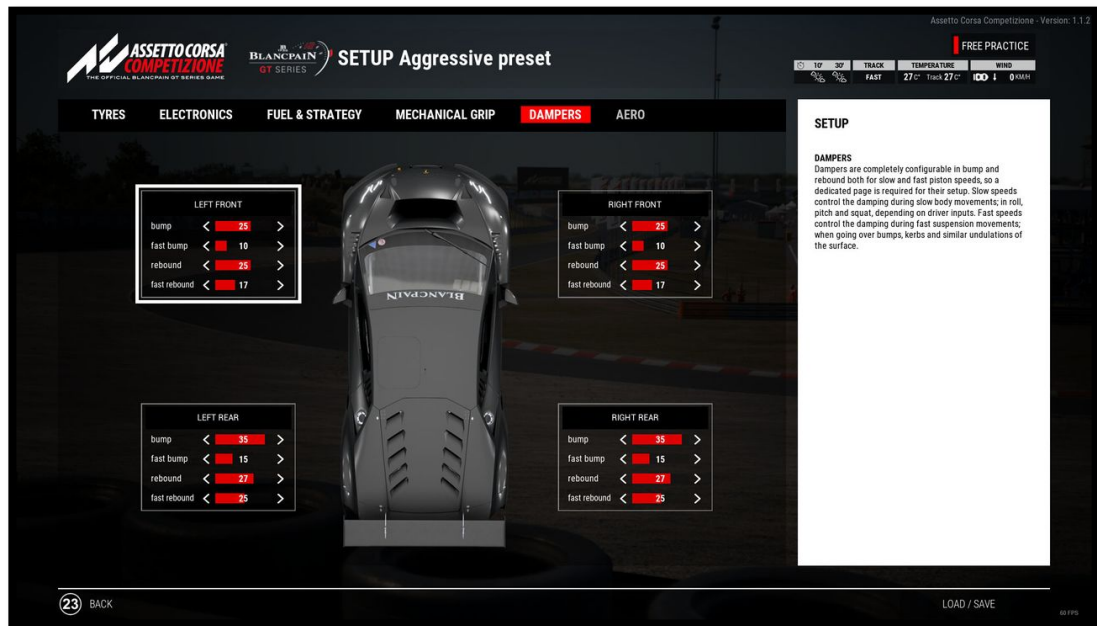 Assetto Corsa Competizione - Version: 1.1.2
ASSETTO CORSA
COMPETIZIONE
THE OFFICIAL BLANCPAIN GT SERIES GAME
BLANCPAIN
GT SERIES
SETUP Aggressive preset
FREE PRACTICE
10' 30' TRACK TEMPERATURE WIND
FAST 27 C° Track 27 C° 0 KM/H
TYRES ELECTRONICS FUEL & STRATEGY MECHANICAL GRIP DAMPERS AERO
LEFT FRONT
bump 25
fast bump 10
rebound 25
fast rebound 17
RIGHT FRONT
bump 25
fast bump 10
rebound 25
fast rebound 17
BLANCPAIN
LEFT REAR
bump 35
fast bump 15
rebound 27
fast rebound 25
RIGHT REAR
bump 35
fast bump 15
rebound 27
fast rebound 25
SETUP
DAMPERS
Dampers are completely configurable in bump and
rebound both for slow and fast piston speeds, so a
dedicated page is required for their setup. Slow speeds
control the damping during slow body movements; in roll,
pitch and squat, depending on driver inputs. Fast speeds
control the damping during fast suspension movements;
when going over bumps, kerbs and similar undulations of
the surface.
23 BACK
LOAD / SAVE
60 FPS